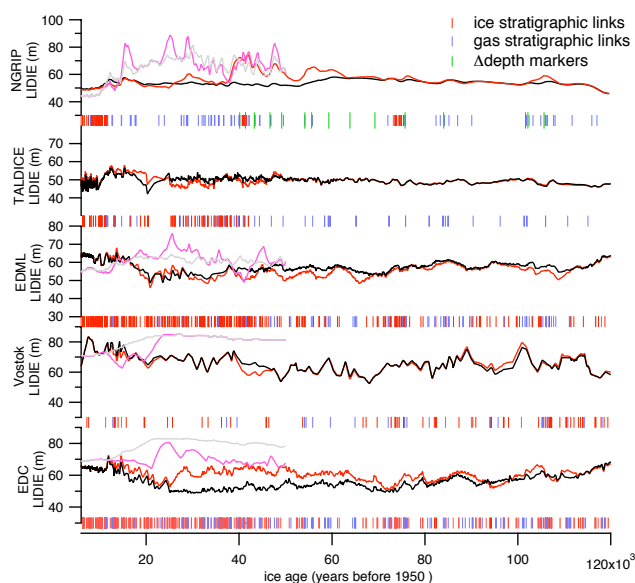 ice stratigraphic links
gas stratigraphic links
Δdepth markers
NGRIP
LIDIE (m)
100
80
60
40
TALDICE
LIDIE (m)
70
60
50
40
EDML
LIDIE (m)
80
70
60
50
40
30
Vostok
LIDIE (m)
80
60
40
EDC
LIDIE (m)
80
60
40
20 40 60 80 100 120x10³
ice age (years before 1950 )